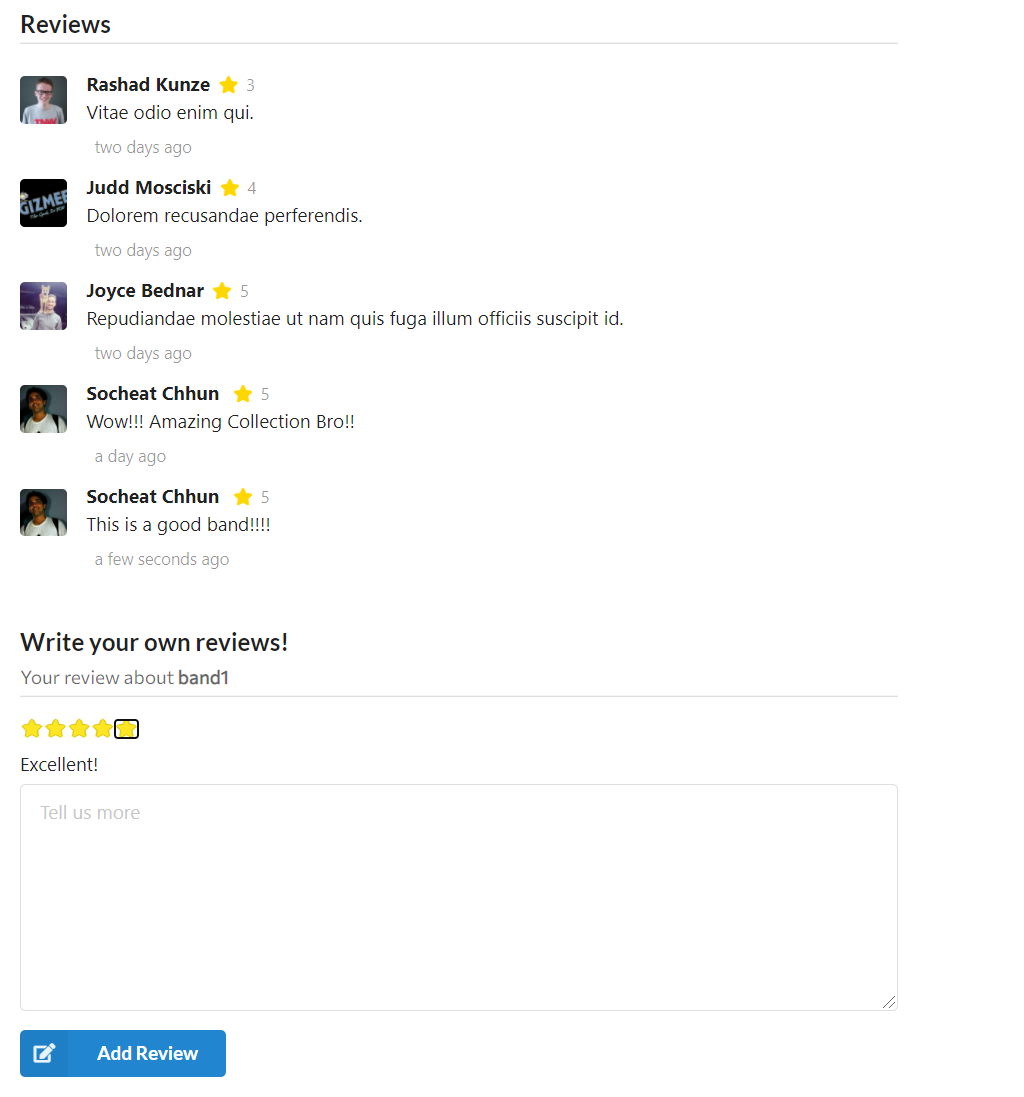 Reviews
Rashad Kunze 3
Vitae odio enim qui.
two days ago
GIZMEE
Judd Mosciski 4
Dolorem recusandae perferendis.
two days ago
Joyce Bednar 5
Repudiandae molestiae ut nam quis fuga illum officiis suscipit id.
two days ago
Socheat Chhun 5
Wow!!! Amazing Collection Bro!!
a day ago
Socheat Chhun 5
This is a good band!!!!
a few seconds ago
Write your own reviews!
Your review about band1
Excellent!
Tell us more
Add Review